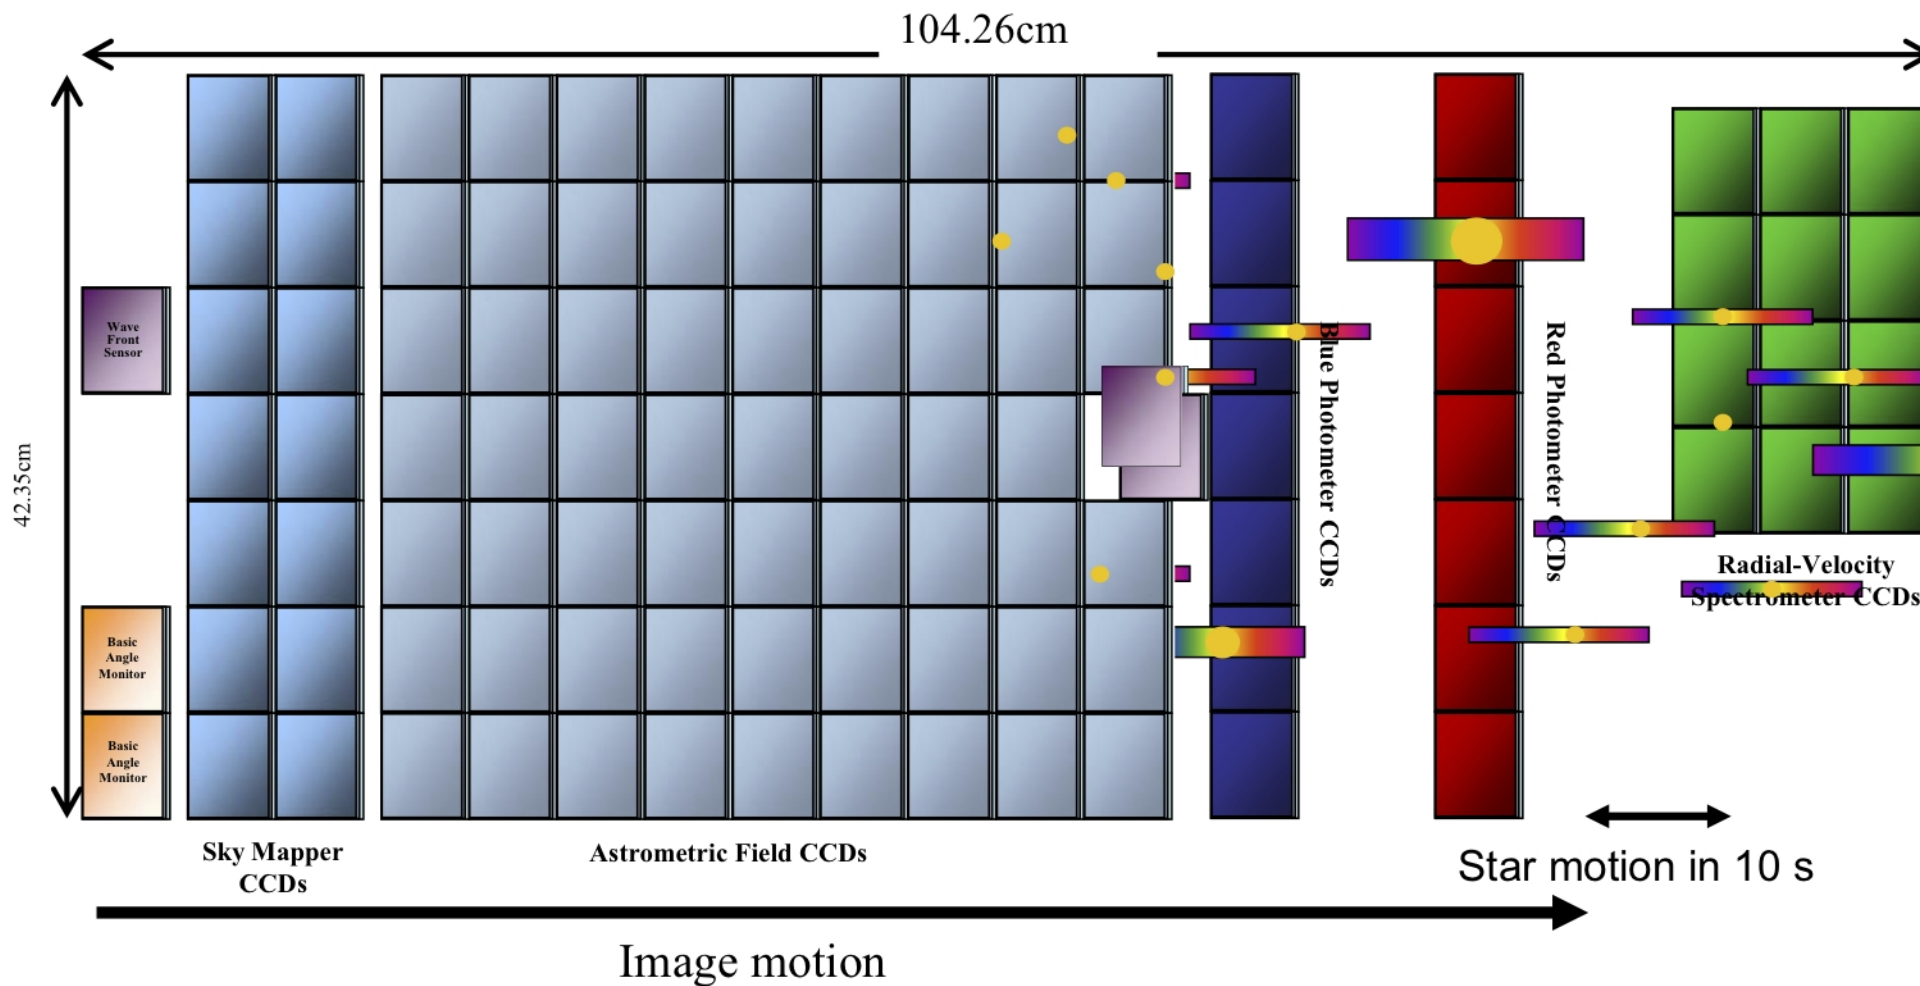 104.26cm
42.35cm
Wave
Front
Sensor
Basic
Angle
Monitor
Basic
Angle
Monitor
Blue Photometer CCDs
Red Photometer CCDs
Radial-Velocity
Spectrometer CCDs
Sky Mapper
CCDs
Astrometric Field CCDs
Star motion in 10 s
Image motion